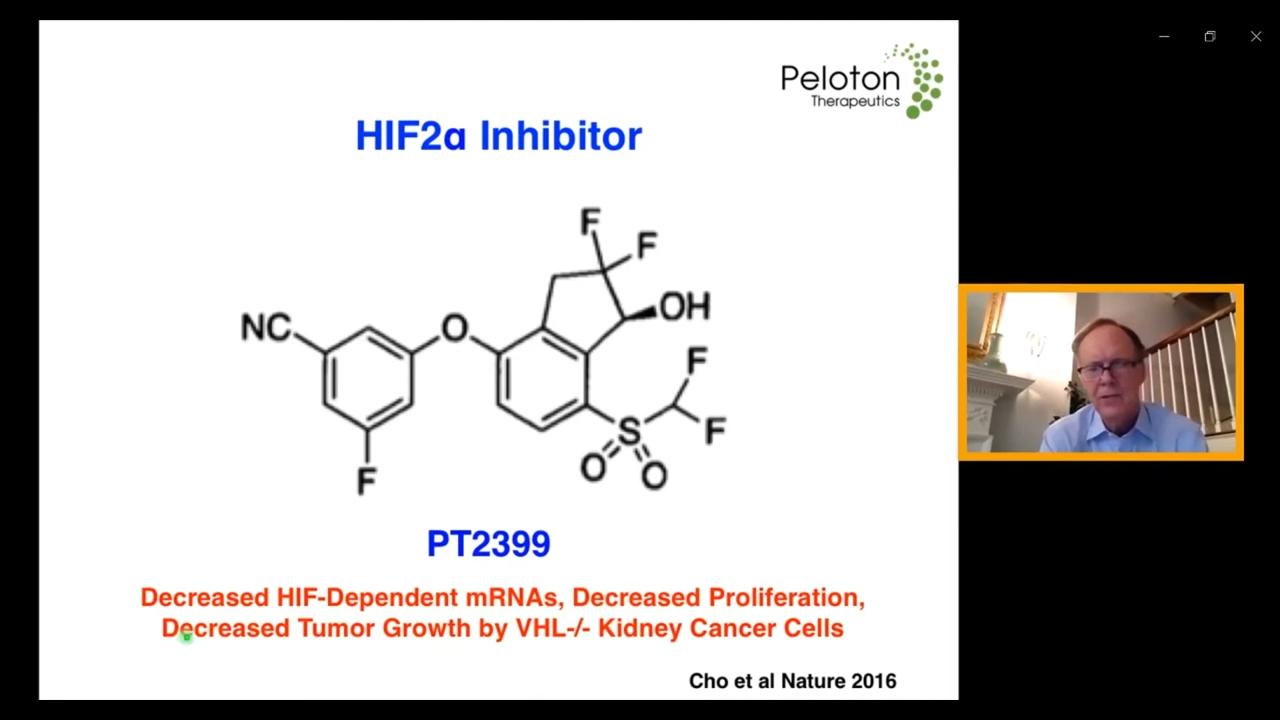 Peloton
Therapeutics
HIF2α Inhibitor
F
F
NC
O
OH
F
F
F
S
O
O
PT2399
Decreased HIF-Dependent mRNAs, Decreased Proliferation,
Decreased Tumor Growth by VHL-/- Kidney Cancer Cells
Cho et al Nature 2016